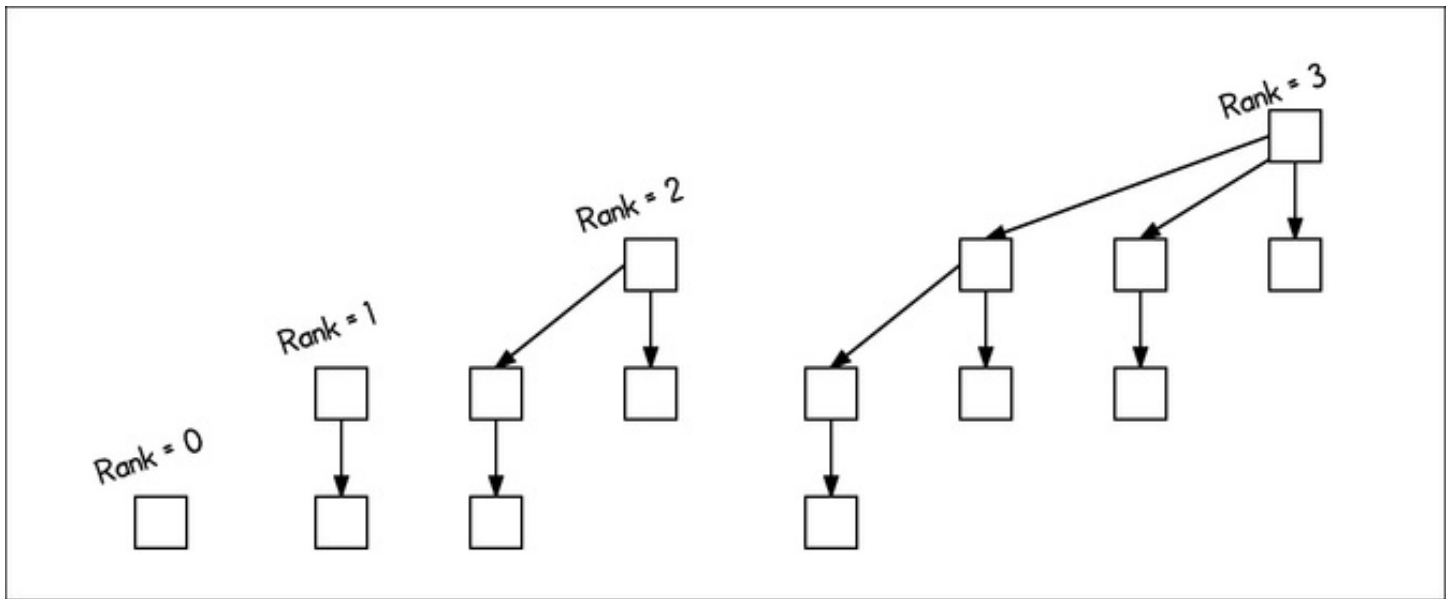 Rank = 0
Rank = 1
Rank = 2
Rank = 3